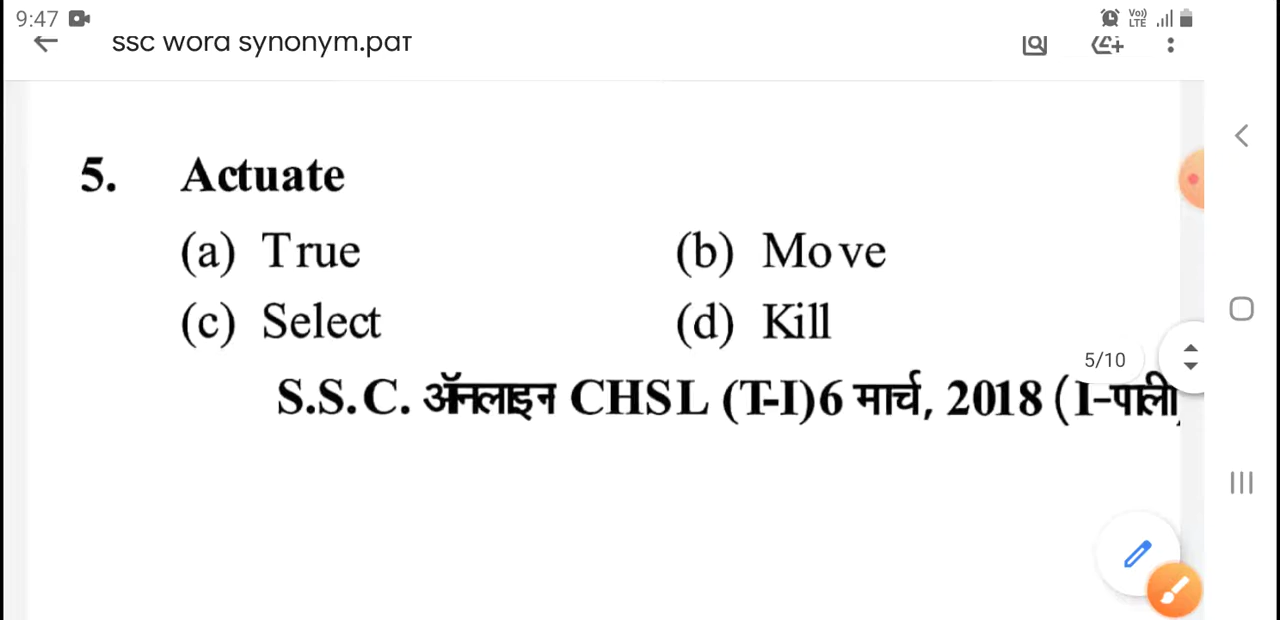 9:47
ssc word synonym.pdf
5. Actuate
(a) True (b) Move
(c) Select (d) Kill
5/10
S.S.C. ऑनलाइन CHSL (T-I)6 मार्च, 2018 (I-पाली)